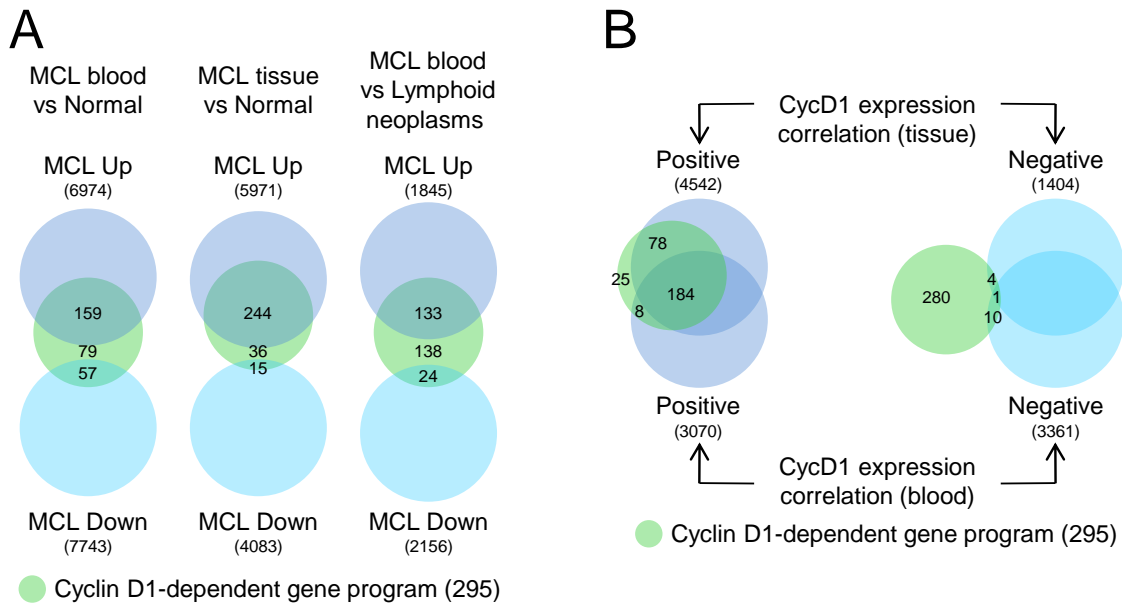 A
MCL blood
vs Normal
MCL tissue
vs Normal
MCL blood
vs Lymphoid
neoplasms
MCL Up
(6974)
MCL Up
(5971)
MCL Up
(1845)
159
79
57
244
36
15
133
138
24
MCL Down
(7743)
MCL Down
(4083)
MCL Down
(2156)
Cyclin D1-dependent gene program (295)
B
CycD1 expression
correlation (tissue)
Positive
(4542)
Negative
(1404)
78
25
184
8
280
4
1
10
Positive
(3070)
Negative
(3361)
CycD1 expression
correlation (blood)
Cyclin D1-dependent gene program (295)